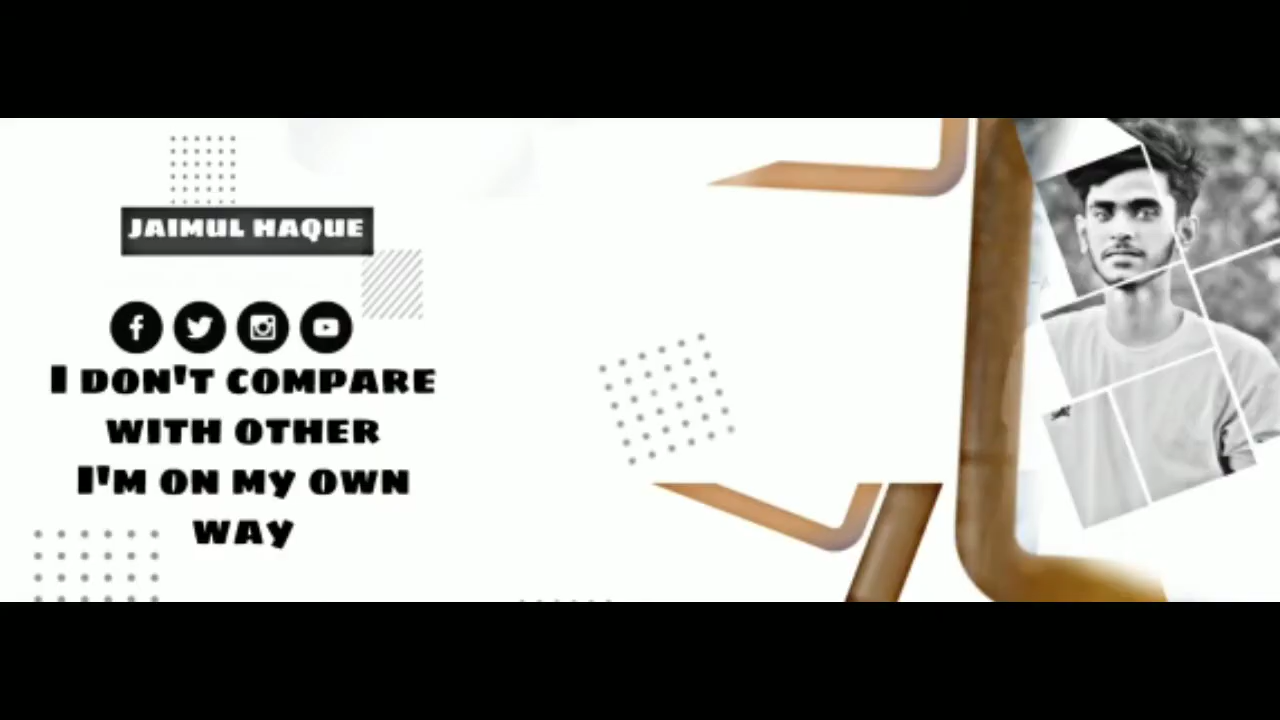 JAIMUL HAQUE
I DON'T COMPARE
WITH OTHER
I'M ON MY OWN
WAY